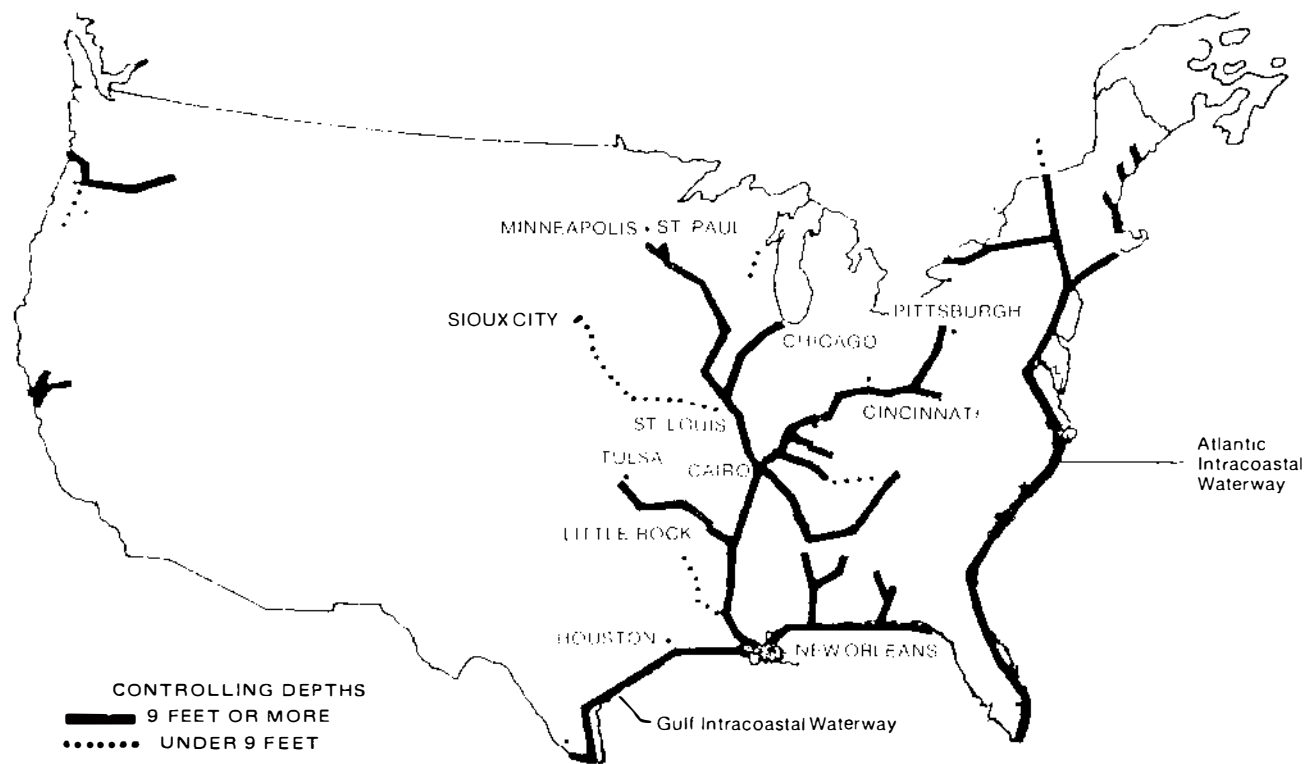 MINNEAPOLIS • ST PAUL
SIOUX CITY
PITTSBURGH
CHICAGO
CINCINNATI
ST LOUIS
TULSA
CAIRO
Atlantic
Intracoastal
Waterway
LITTLE ROCK
HOUSTON
NEW ORLEANS
Gulf Intracoastal Waterway
CONTROLLING DEPTHS
9 FEET OR MORE
UNDER 9 FEET